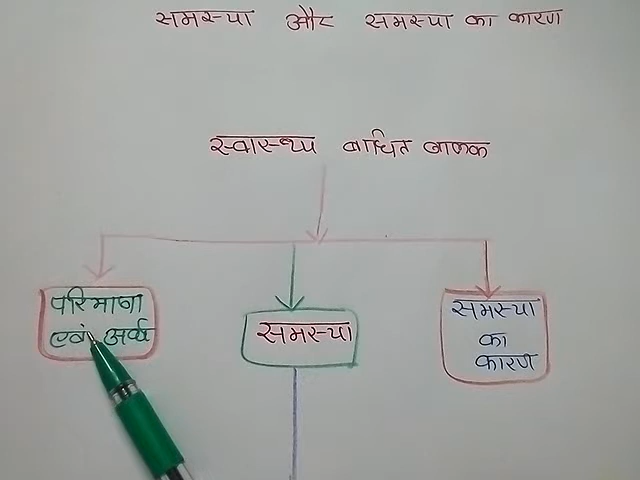 समस्या और समस्या का कारण
स्वास्थ्य बाधित बालक
परिभाषा
एवं अर्थ
समस्या
समस्या
का
कारण